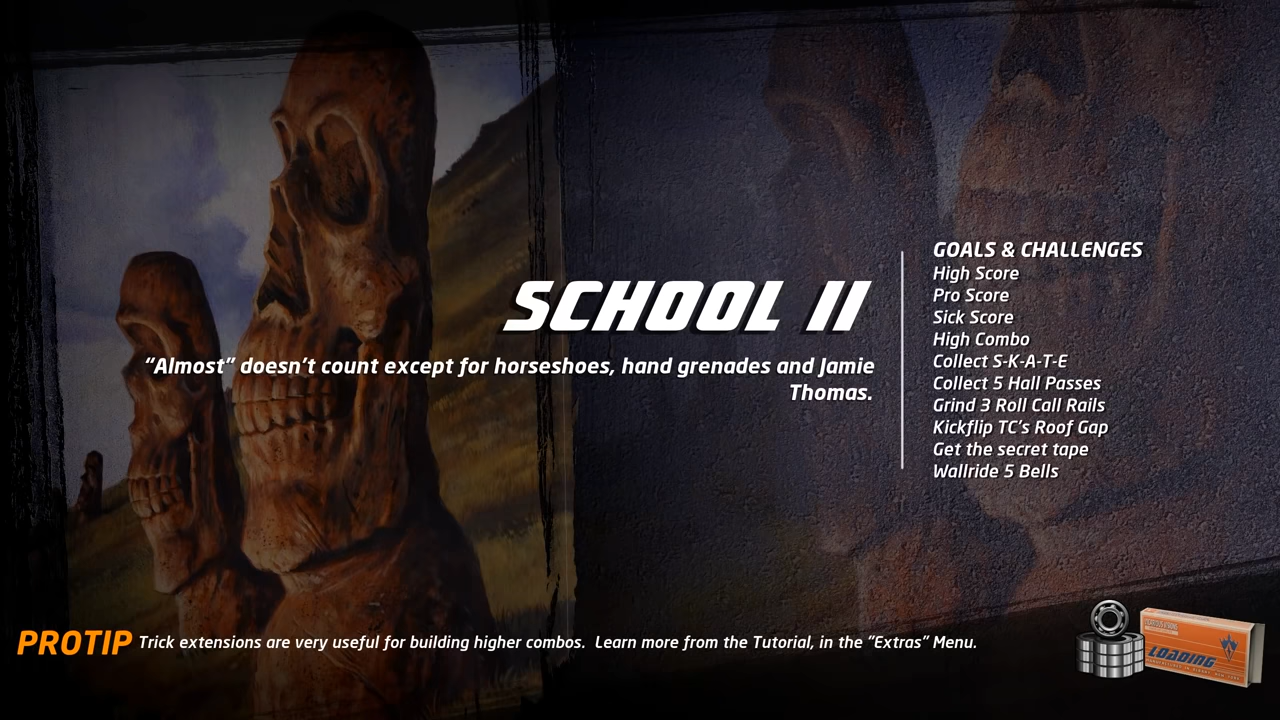 SCHOOL II
“Almost” doesn’t count except for horseshoes, hand grenades and Jamie
Thomas.
GOALS & CHALLENGES
High Score
Pro Score
Sick Score
High Combo
Collect S-K-A-T-E
Collect 5 Hall Passes
Grind 3 Roll Call Rails
Kickflip TC’s Roof Gap
Get the secret tape
Wallride 5 Bells
PROTIP Trick extensions are very useful for building higher combos.  Learn more from the Tutorial, in the “Extras” Menu.
LOADING